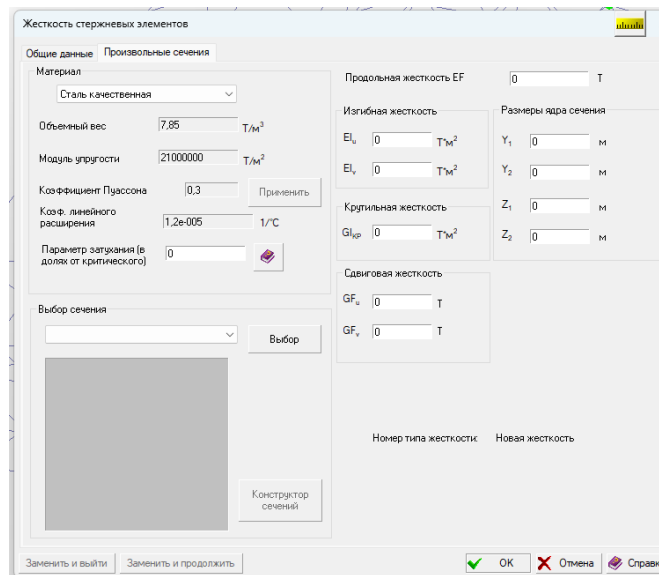 Жесткость стержневых элементов
Общие данные Произвольные сечения
Материал
Сталь качественная
Объемный вес 7,85 Т/м³
Модуль упругости 21000000 Т/м²
Коэффициент Пуассона 0,3 Применить
Коэф. линейного
расширения 1,2e-005 1/°C
Параметр затухания (в
долях от критического) 0
Выбор сечения
Выбор
Конструктор
сечений
Продольная жесткость EF 0 Т
Изгибная жесткость
EIu 0 Т*м²
EIv 0 Т*м²
Крутильная жесткость
GIкр 0 Т*м²
Сдвиговая жесткость
GFu 0 Т
GFv 0 Т
Размеры ядра сечения
Y₁ 0 м
Y₂ 0 м
Z₁ 0 м
Z₂ 0 м
Номер типа жесткости: Новая жесткость
Заменить и выйти Заменить и продолжить OK Отмена Справк